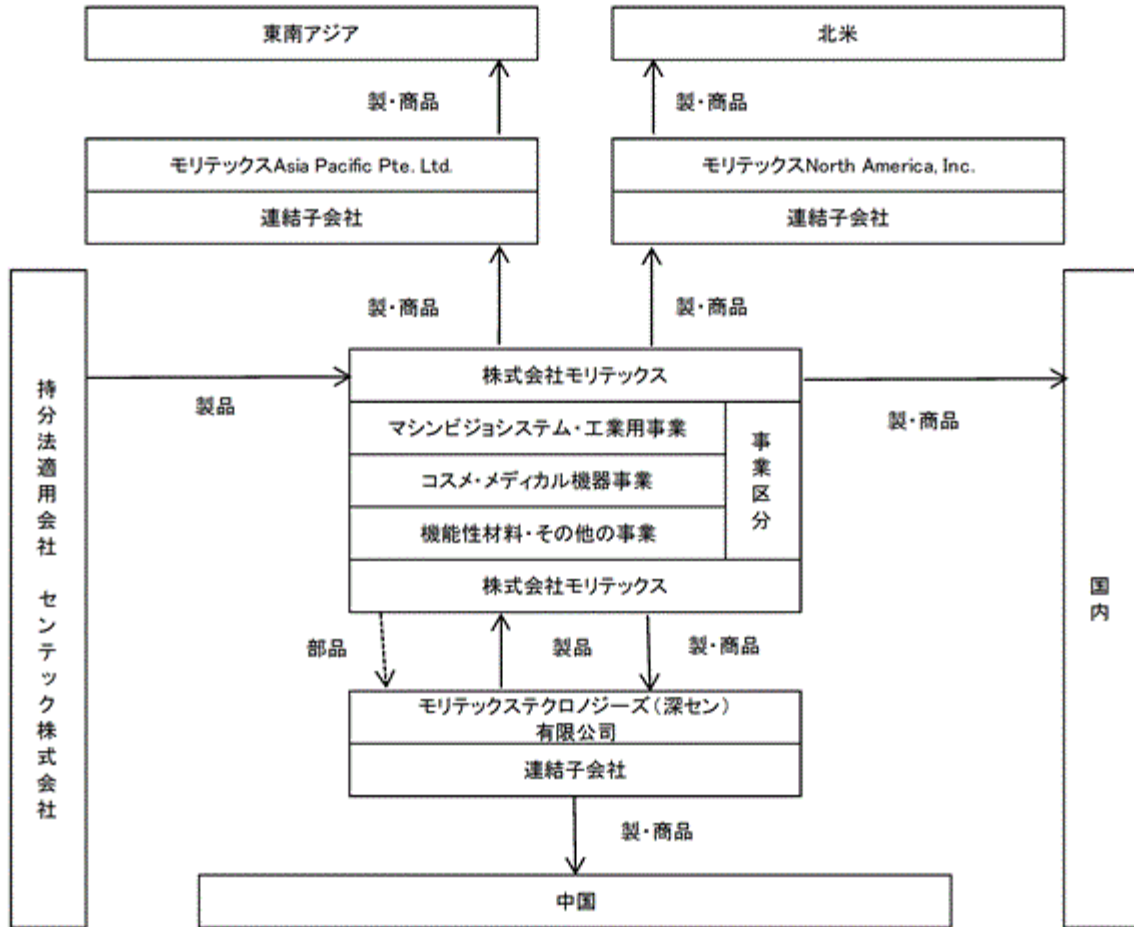 東南アジア
北米
製・商品
製・商品
モリテックスAsia Pacific Pte. Ltd.
連結子会社
モリテックスNorth America, Inc.
連結子会社
製・商品
製・商品
持分法適用会社 センテック株式会社
製品
株式会社モリテックス
マシンビジョシステム・工業用事業
コスメ・メディカル機器事業
機能性材料・その他の事業
事業区分
株式会社モリテックス
製・商品
国内
部品
製品
製・商品
モリテックステクロノジーズ（深セン）
有限公司
連結子会社
製・商品
中国